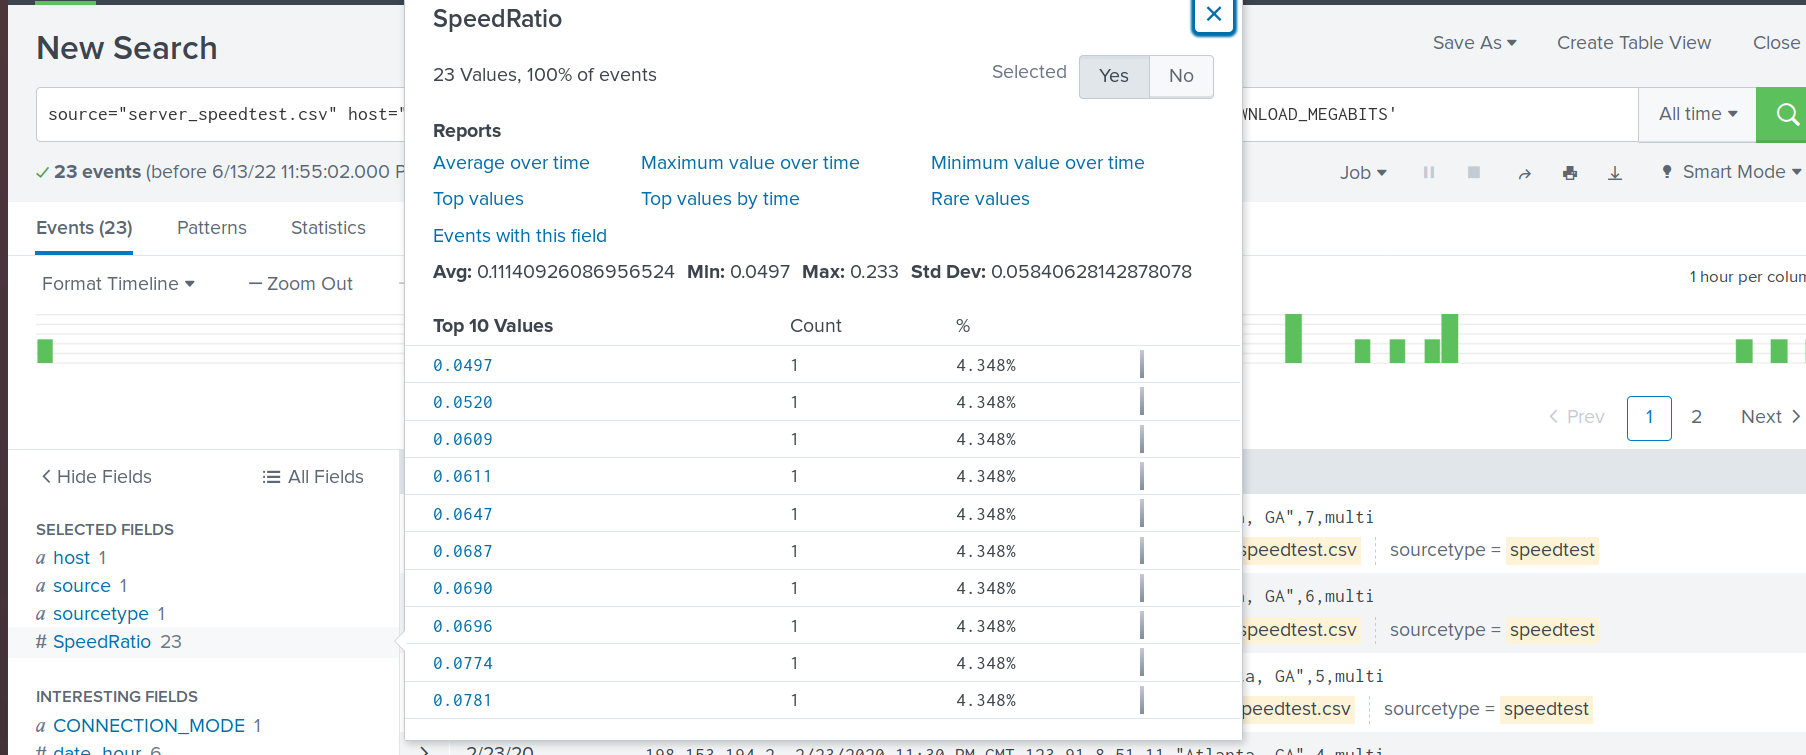 SpeedRatio
New Search
Save As
Create Table View
Close
23 Values, 100% of events
Selected
Yes
No
source="server_speedtest.csv" host="
WNLOAD_MEGABITS'
All time
Reports
Average over time
Maximum value over time
Minimum value over time
23 events (before 6/13/22 11:55:02.000 P
Job
Smart Mode
Top values
Top values by time
Rare values
Events (23)
Patterns
Statistics
Events with this field
Avg: 0.11140926086956524 Min: 0.0497 Max: 0.233 Std Dev: 0.05840628142878078
Format Timeline
— Zoom Out
1 hour per colum
Top 10 Values
Count
%
0.0497 1 4.348%
0.0520 1 4.348%
0.0609 1 4.348%
0.0611 1 4.348%
0.0647 1 4.348%
0.0687 1 4.348%
0.0690 1 4.348%
0.0696 1 4.348%
0.0774 1 4.348%
0.0781 1 4.348%
< Prev
1
2
Next >
< Hide Fields
All Fields
SELECTED FIELDS
a host 1
a source 1
a sourcetype 1
# SpeedRatio 23
INTERESTING FIELDS
a CONNECTION_MODE 1
# date_hour 6
, GA",7,multi
speedtest.csv
sourcetype = speedtest
, GA",6,multi
speedtest.csv
sourcetype = speedtest
a, GA",5,multi
peedtest.csv
sourcetype = speedtest
2/23/20
198.153.194.2, 2/23/2020 11:30 PM GMT
"Atlanta, GA",4,multi